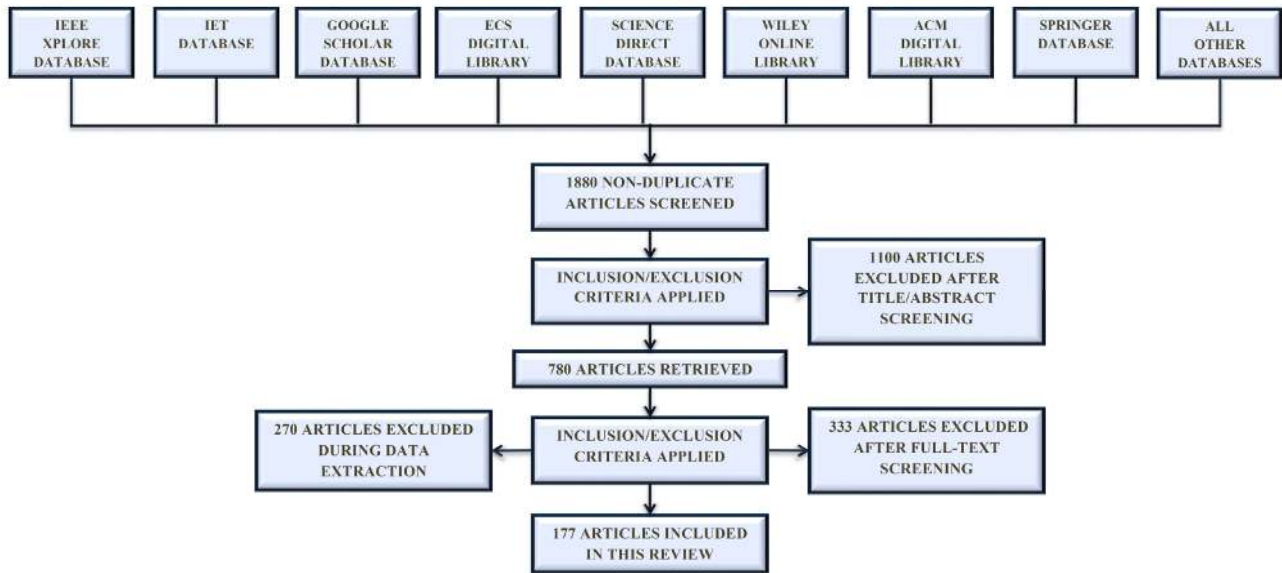 IEEE
XPLORE
DATABASE
IET
DATABASE
GOOGLE
SCHOLAR
DATABASE
ECS
DIGITAL
LIBRARY
SCIENCE
DIRECT
DATABASE
WILEY
ONLINE
LIBRARY
ACM
DIGITAL
LIBRARY
SPRINGER
DATABASE
ALL
OTHER
DATABASES
1880 NON-DUPLICATE
ARTICLES SCREENED
INCLUSION/EXCLUSION
CRITERIA APPLIED
1100 ARTICLES
EXCLUDED AFTER
TITLE/ABSTRACT
SCREENING
780 ARTICLES RETRIEVED
270 ARTICLES EXCLUDED
DURING DATA
EXTRACTION
INCLUSION/EXCLUSION
CRITERIA APPLIED
333 ARTICLES EXCLUDED
AFTER FULL-TEXT
SCREENING
177 ARTICLES INCLUDED
IN THIS REVIEW